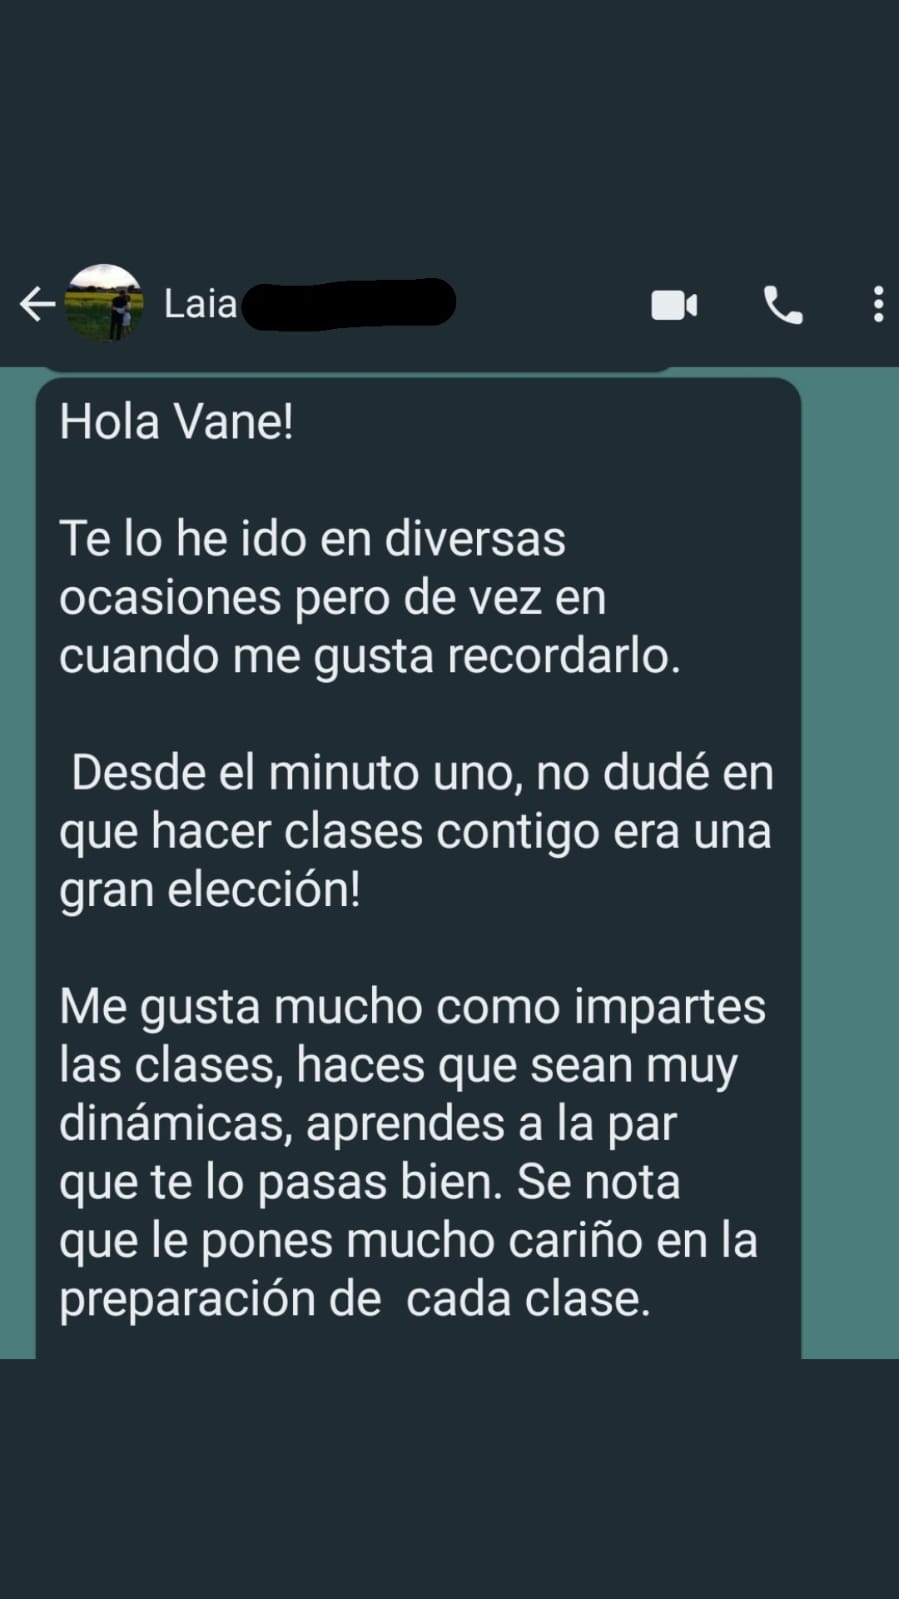 Laia
Hola Vane!
Te lo he ido en diversas
ocasiones pero de vez en
cuando me gusta recordarlo.
Desde el minuto uno, no dudé en
que hacer clases contigo era una
gran elección!
Me gusta mucho como impartes
las clases, haces que sean muy
dinámicas, aprendes a la par
que te lo pasas bien. Se nota
que le pones mucho cariño en la
preparación de  cada clase.